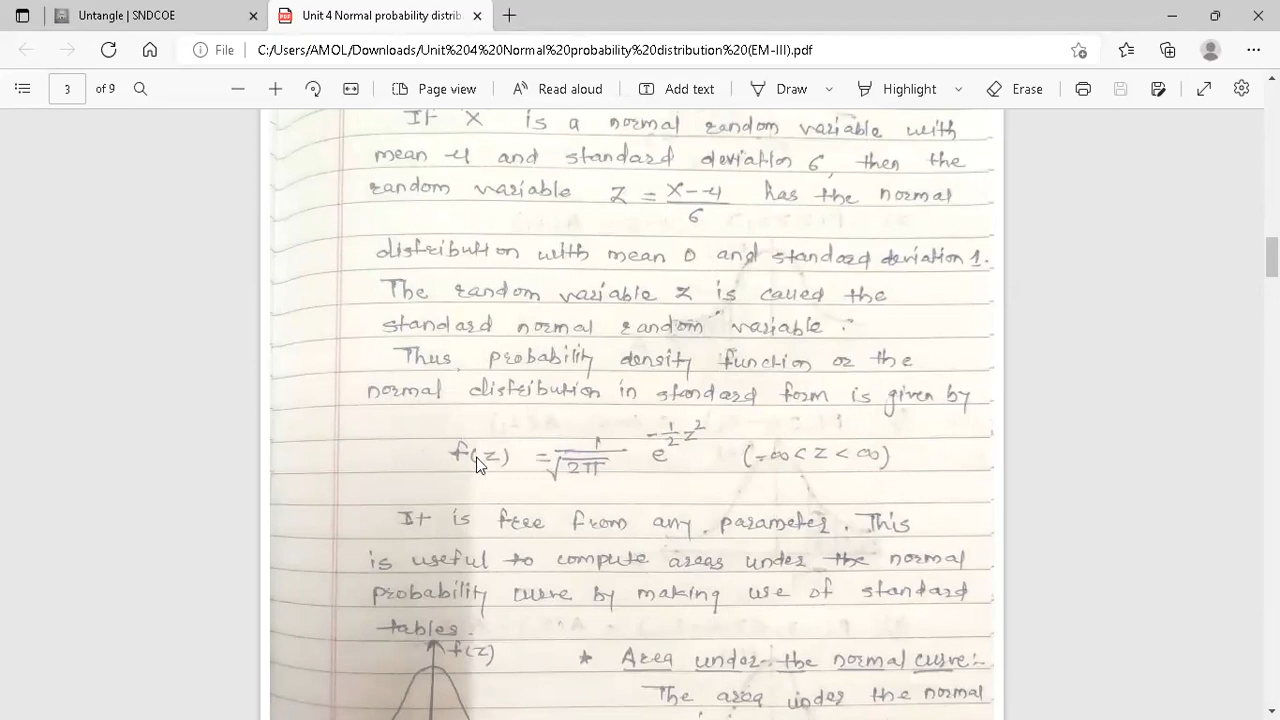 Untangle | SNDCOE
Unit 4 Normal probability distrib
File C:/Users/AMOL/Downloads/Unit%204%20Normal%20probability%20distribution%20(EM-III).pdf
3 of 9 Page view Read aloud Add text Draw Highlight Erase
If X is a normal random variable with
mean μ and standard deviation σ, then the
random variable Z = X-μ/σ has the normal
distribution with mean 0 and standard deviation 1.
The random variable z is called the
standard normal random variable.
Thus probability density function or the
normal distribution in standard form is given by
f(z) = 1/√2π e^-1/2 z² (-∞ < z < ∞)
It is free from any parameter. This
is useful to compute areas under the normal
probability curve by making use of standard
tables.
f(z)
* Area under the normal curve:-
The area under the normal